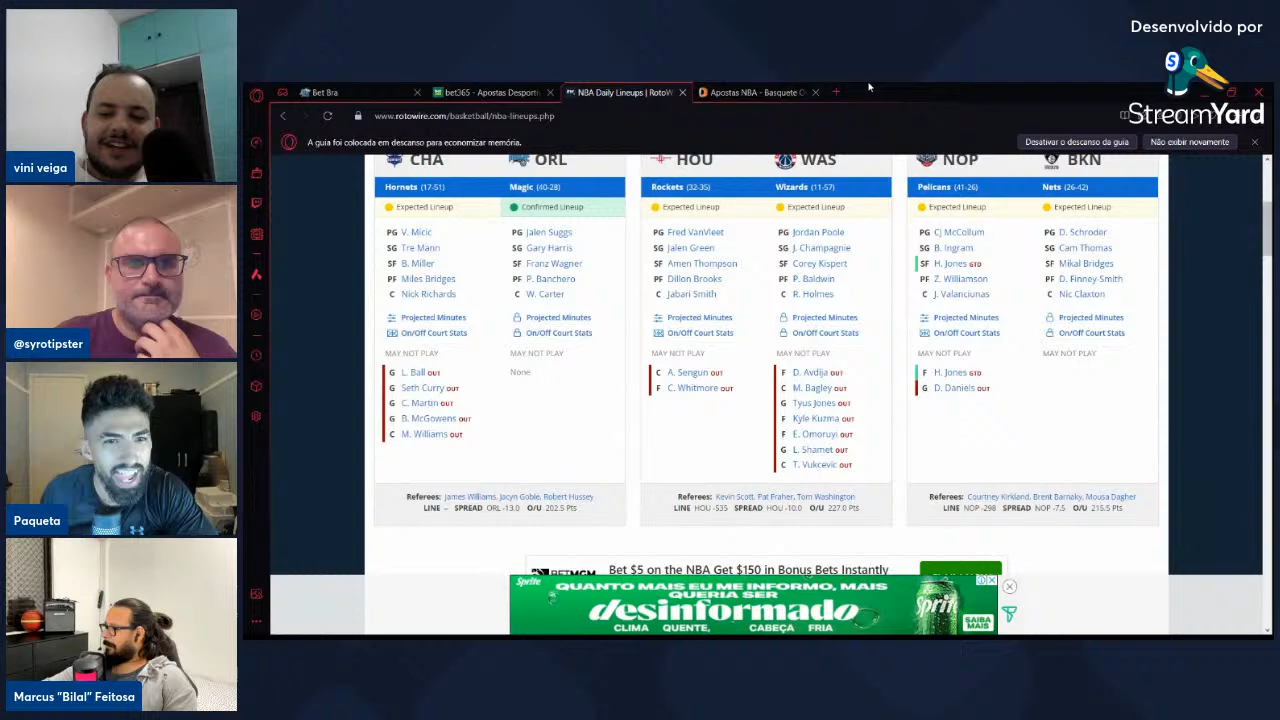 Desenvolvido por
StreamYard
vini veiga
@syrotipster
Paqueta
Marcus "Bilal" Feitosa
Bet Bra
bet365 - Apostas Desporti
NBA Daily Lineups | RotoW
Apostas NBA - Basquete
www.rotowire.com/basketball/nba-lineups.php
A guia foi colocada em descanso para economizar memória.
Desativar o descanso da guia
Não exibir novamente
CHA ORL
Hornets (17-51) Magic (40-28)
Expected Lineup Confirmed Lineup
PG V. Micic PG Jalen Suggs
SG Tre Mann SG Gary Harris
SF B. Miller SF Franz Wagner
PF Miles Bridges PF P. Banchero
C Nick Richards C W. Carter
Projected Minutes Projected Minutes
On/Off Court Stats On/Off Court Stats
MAY NOT PLAY MAY NOT PLAY
G L. Ball OUT None
G Seth Curry OUT
G C. Martin OUT
G B. McGowens OUT
C M. Williams OUT
Referees: James Williams, Jacyn Goble, Robert Hussey
LINE – SPREAD ORL -13.0 O/U 202.5 Pts
HOU WAS
Rockets (32-35) Wizards (11-57)
Expected Lineup Expected Lineup
PG Fred VanVleet PG Jordan Poole
SG Jalen Green SG J. Champagnie
SF Amen Thompson SF Corey Kispert
PF Dillon Brooks PF P. Baldwin
C Jabari Smith C R. Holmes
Projected Minutes Projected Minutes
On/Off Court Stats On/Off Court Stats
MAY NOT PLAY MAY NOT PLAY
C A. Sengun OUT F D. Avdija OUT
F C. Whitmore OUT C M. Bagley OUT
G Tyus Jones OUT
F Kyle Kuzma OUT
F E. Omoruyi OUT
G L. Shamet OUT
C T. Vukcevic OUT
Referees: Kevin Scott, Pat Fraher, Tom Washington
LINE HOU -535 SPREAD HOU -10.0 O/U 227.0 Pts
NOP BKN
Pelicans (41-26) Nets (26-42)
Expected Lineup Expected Lineup
PG CJ McCollum PG D. Schroder
SG B. Ingram SG Cam Thomas
SF H. Jones GTD SF Mikal Bridges
PF Z. Williamson PF D. Finney-Smith
C J. Valanciunas C Nic Claxton
Projected Minutes Projected Minutes
On/Off Court Stats On/Off Court Stats
MAY NOT PLAY MAY NOT PLAY
F H. Jones GTD
G D. Daniels OUT
Referees: Courtney Kirkland, Brent Barnaky, Mousa Dagher
LINE NOP -298 SPREAD NOP -7.5 O/U 215.5 Pts
BETMGM
Bet $5 on the NBA Get $150 in Bonus Bets Instantly
Sprite
QUANTO MAIS EU ME INFORMO, MAIS
QUERIA SER
desinformado
CLIMA QUENTE, CABEÇA FRIA
Sprite
SAIBA
MAIS